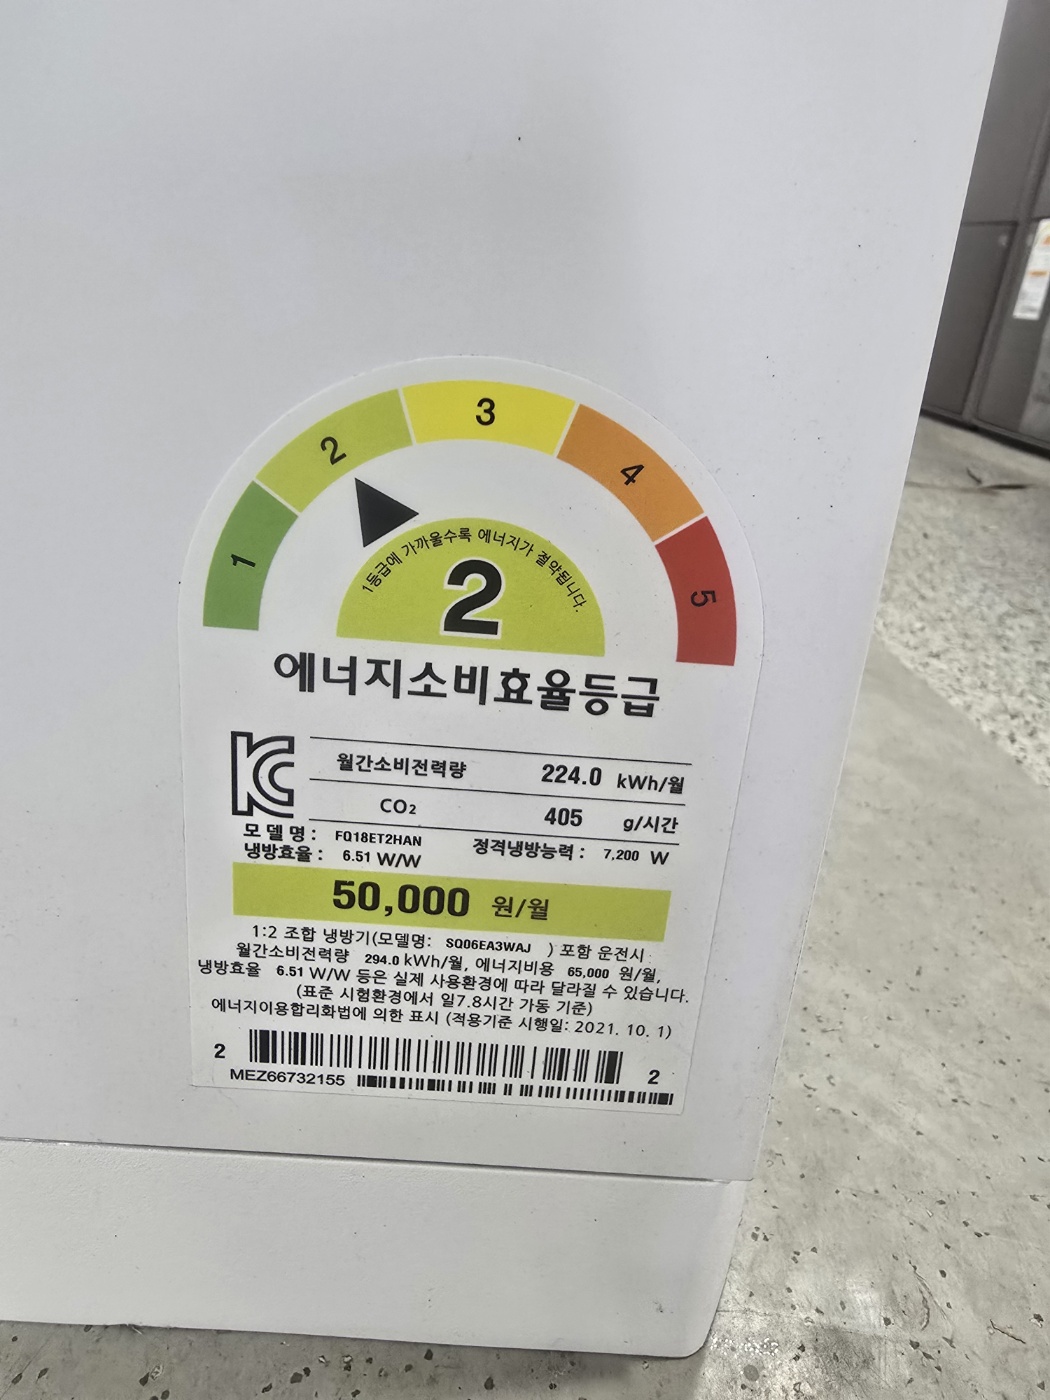 1
2
3
4
5
1등급에 가까울수록 에너지가 절약됩니다.
2
에너지소비효율등급
KC
월간소비전력량 224.0 kWh/월
CO₂ 405 g/시간
모델명: FQ18ET2HAN
냉방효율: 6.51 W/W 정격냉방능력: 7,200 W
50,000 원/월
1:2 조합 냉방기(모델명: SQ06EA3WAJ ) 포함 운전시
월간소비전력량 294.0 kWh/월, 에너지비용 65,000 원/월,
냉방효율 6.51 W/W 등은 실제 사용환경에 따라 달라질 수 있습니다.
(표준 시험환경에서 일7.8시간 가동 기준)
에너지이용합리화법에 의한 표시 (적용기준 시행일: 2021. 10. 1)
2 2
MEZ66732155